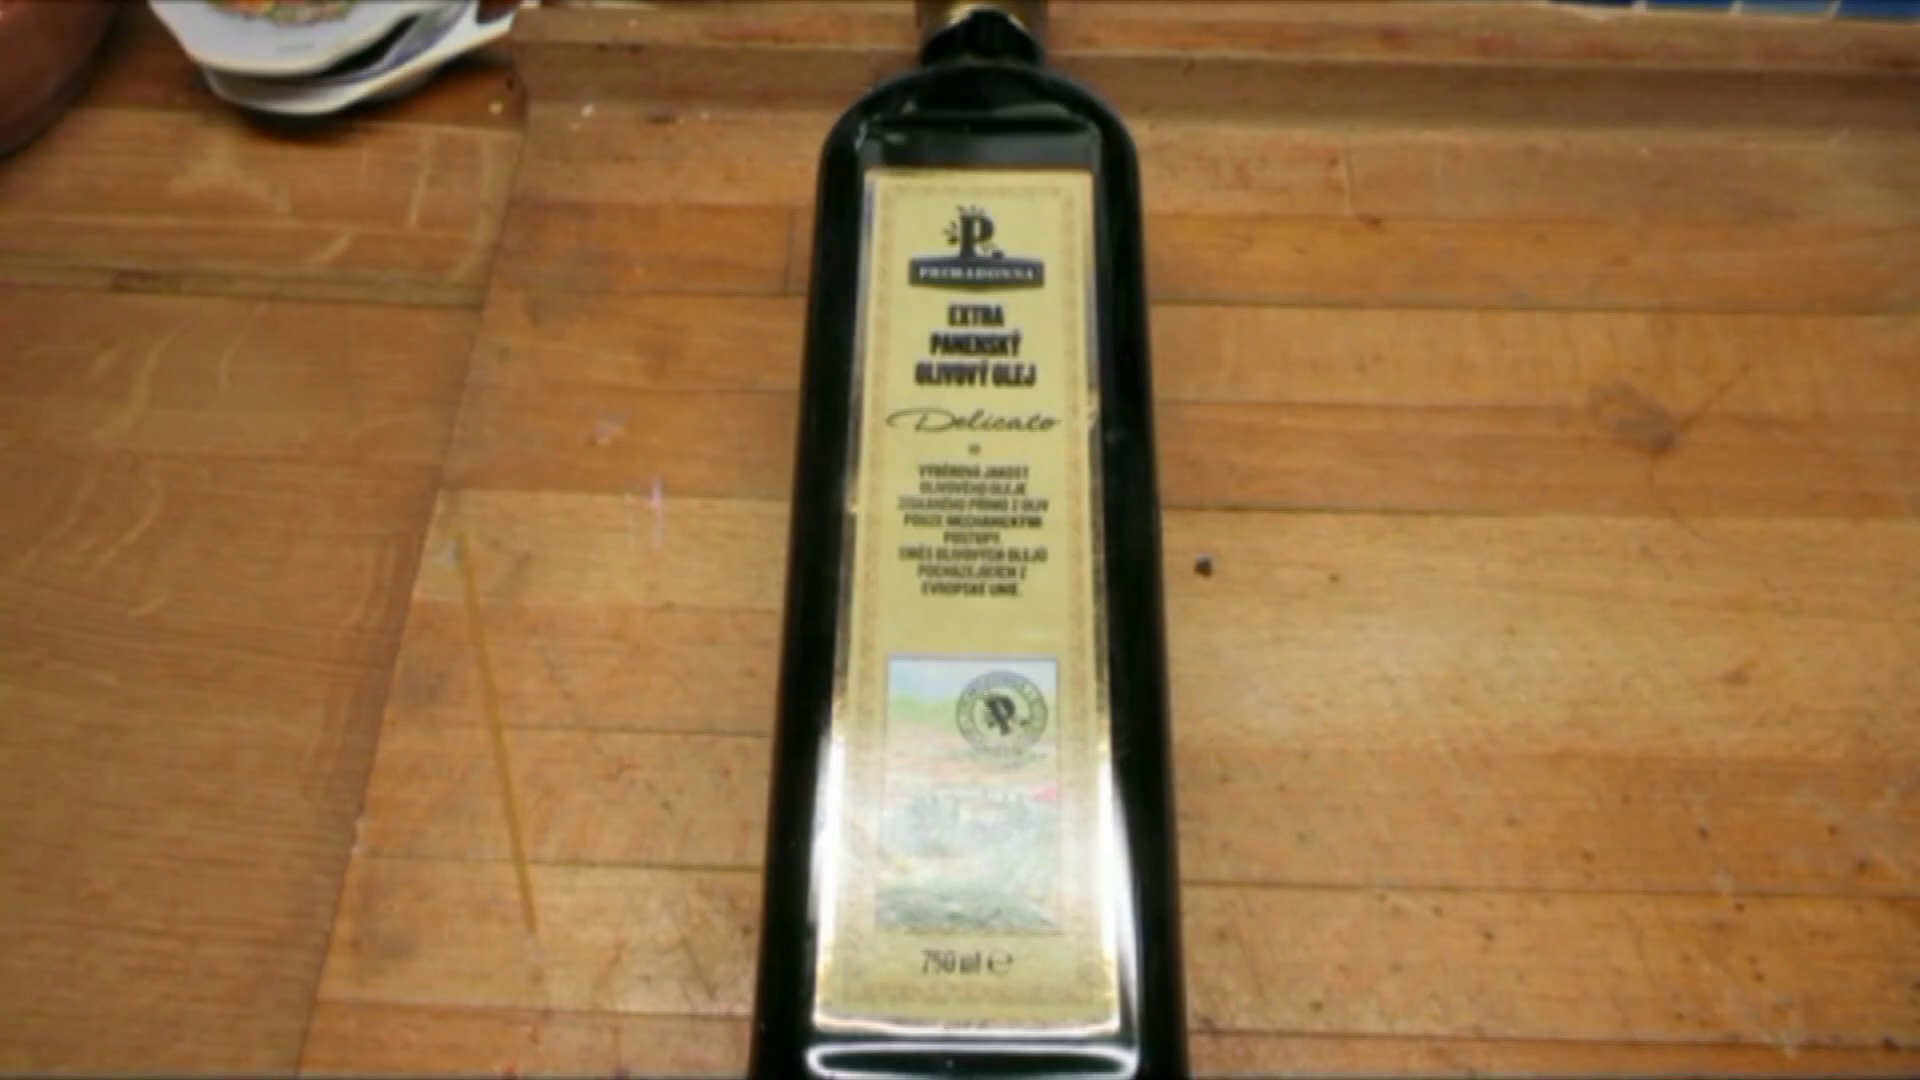 P
PRIMADONNA
EXTRA
PANENSKÝ
OLIVOVÝ OLEJ
Delicato
VÝBĚROVÁ JAKOST
OLIVOVÉHO OLEJE
ZÍSKANÉHO PŘÍMO Z OLIV
POUZE MECHANICKÝMI
POSTUPY.
SMĚS OLIVOVÝCH OLEJŮ
POCHÁZEJÍCÍCH Z
EVROPSKÉ UNIE.
P
750 ml ℮